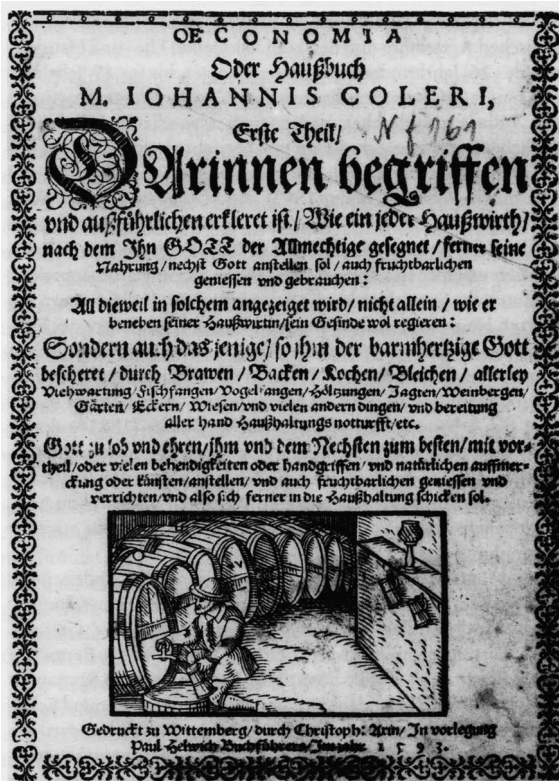 OECONOMIA
Oder Haußbuch
M. IOHANNIS COLERI,
Erste Theil/
N f 161
DArinnen begriffen
vnd außführlichen erkleret ist / Wie ein jeder Haußwirth /
nach dem Ihn GOTT der Allmechtige gesegnet / ferner seine
Nahrung / nechst Gott anstellen sol / auch fruchtbarlichen
geniessen vnd gebrauchen:
All dieweil in solchem angezeiget wird / nicht allein / wie er
beneben seiner Haußwirtin / sein Gesinde wol regieren:
Sondern auch das jenige / so ihm der barmhertzige Gott
bescheret / durch Brawen / Backen / Kochen / Bleichen / allerley
Viehwartung / Fischfangen / Vogelfangen / Höltzungen / Jagten / Weinbergen /
Gärten / Eckern / Wiesen / vnd vielen andern dingen / vnd bereitung
aller hand Haußhaltungs notturfft / etc.
Gott zu lob vnd ehren / ihm vnd dem Nechsten zum besten / mit vor-
theil / oder vielen behendigkeiten oder handgriffen / vnd natürlichen auffmer-
ckung oder künsten / anstellen / vnd auch fruchtbarlichen geniessen vnd
verrichten / vnd also sich ferner in die Haußhaltung schicken sol.
Gedruckt zu Wittemberg / durch Christoph: Axin / In vorlegung
Paul Helwich Buchführers / Im jahr 1593.